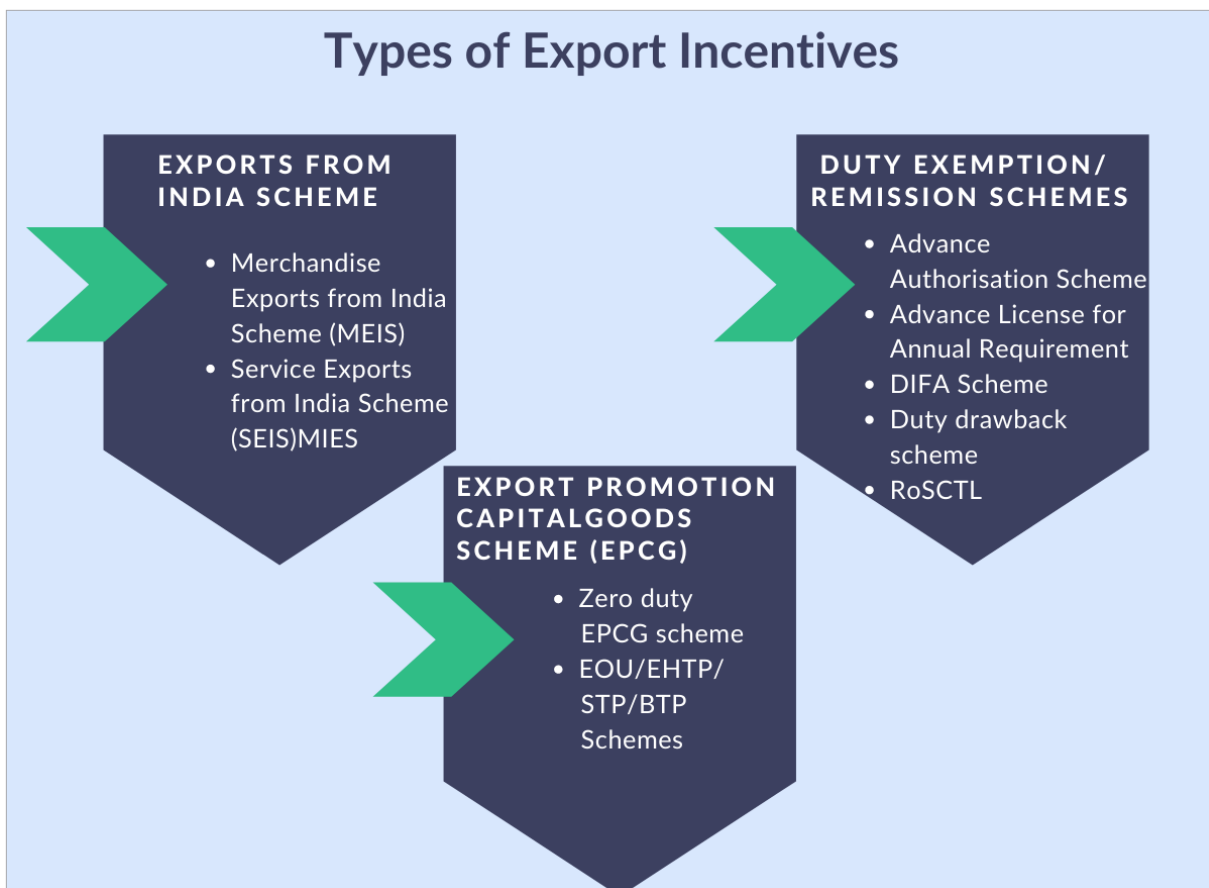 Types of Export Incentives
EXPORTS FROM
INDIA SCHEME
• Merchandise
Exports from India
Scheme (MEIS)
• Service Exports
from India Scheme
(SEIS)MIES
DUTY EXEMPTION/
REMISSION SCHEMES
• Advance
Authorisation Scheme
• Advance License for
Annual Requirement
• DIFA Scheme
• Duty drawback
scheme
• RoSCTL
EXPORT PROMOTION
CAPITALGOODS
SCHEME (EPCG)
• Zero duty
EPCG scheme
• EOU/EHTP/
STP/BTP
Schemes